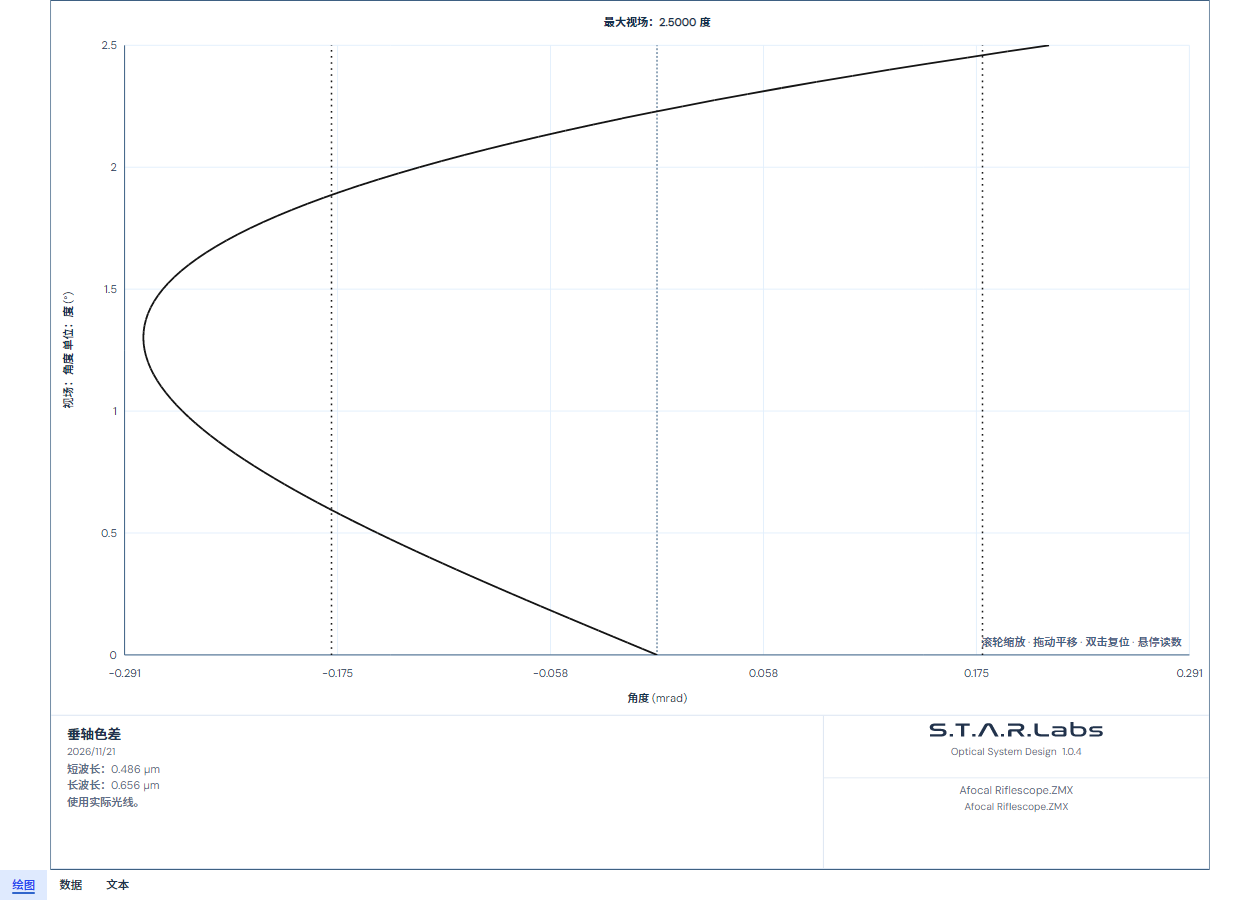 最大视场：2.5000 度
2.5
2
1.5
1
0.5
0
视场：角度 单位：度 (°)
滚轮缩放 · 拖动平移 · 双击复位 · 悬停读数
−0.291
−0.175
−0.058
0.058
0.175
0.291
角度 (mrad)
垂轴色差
2026/11/21
短波长：0.486 µm
长波长：0.656 µm
使用实际光线。
S.T.A.R.Labs
Optical System Design 1.0.4
Afocal Riflescope.ZMX
Afocal Riflescope.ZMX
绘图 数据 文本